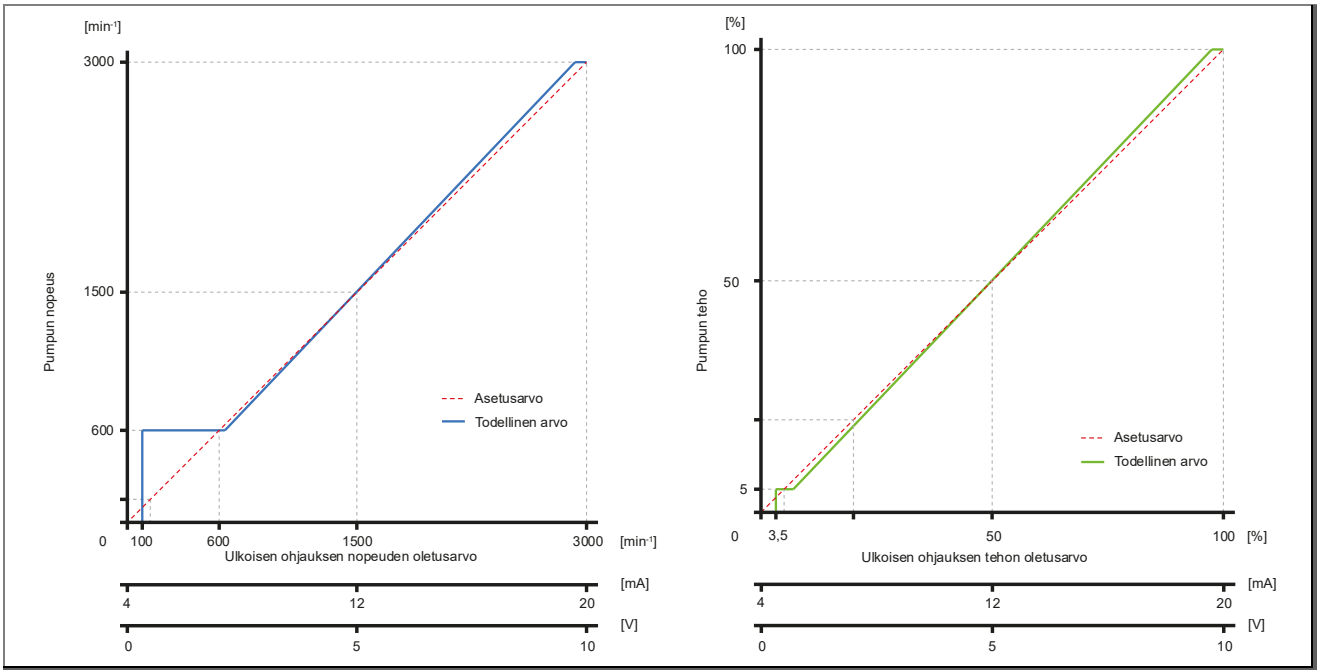 [min⁻¹]
3000
1500
600
Pumpun nopeus
Asetusarvo
Todellinen arvo
0 100 600 1500 3000 [min⁻¹]
Ulkoisen ohjauksen nopeuden oletusarvo
[mA]
4 12 20
[V]
0 5 10
[%]
100
50
5
Pumpun teho
Asetusarvo
Todellinen arvo
0 3,5 50 100 [%]
Ulkoisen ohjauksen tehon oletusarvo
[mA]
4 12 20
[V]
0 5 10